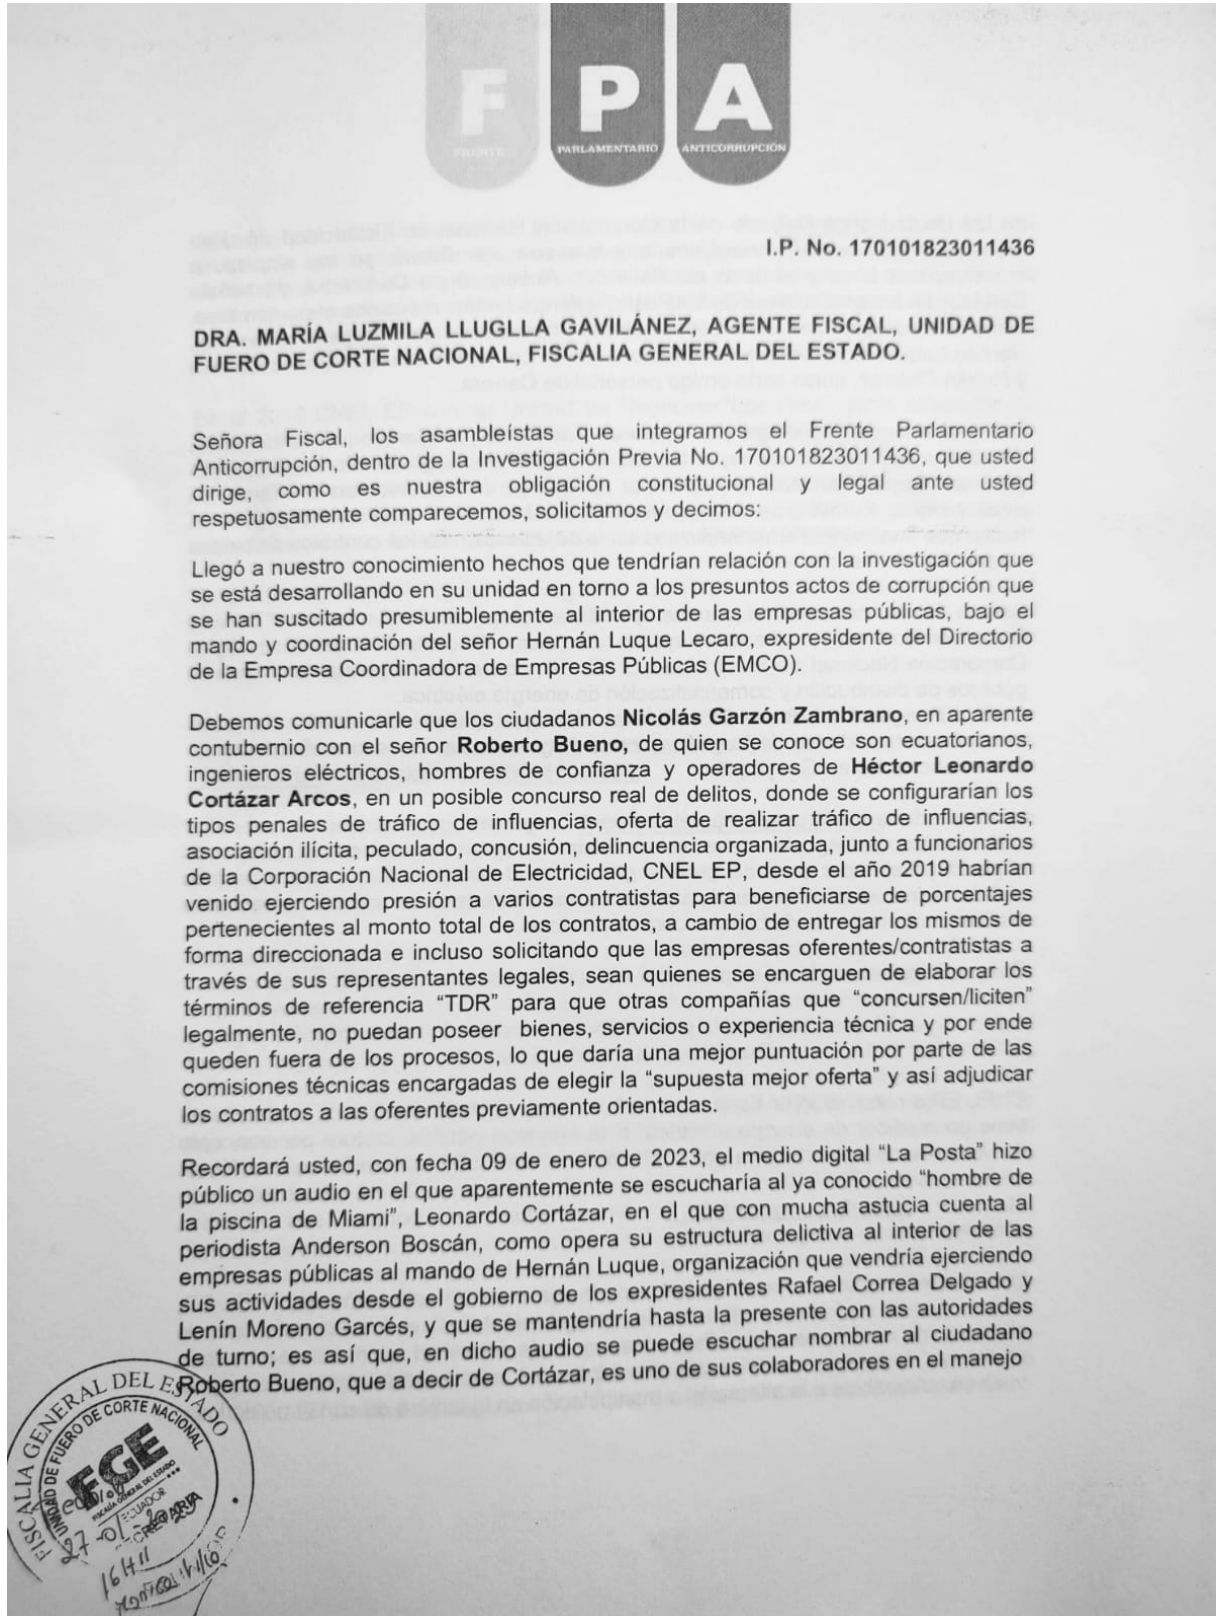 F P A
FRENTE PARLAMENTARIO ANTICORRUPCIÓN
I.P. No. 170101823011436
DRA. MARÍA LUZMILA LLUGLLA GAVILÁNEZ, AGENTE FISCAL, UNIDAD DE
FUERO DE CORTE NACIONAL, FISCALIA GENERAL DEL ESTADO.
Señora Fiscal, los asambleístas que integramos el Frente Parlamentario
Anticorrupción, dentro de la Investigación Previa No. 170101823011436, que usted
dirige, como es nuestra obligación constitucional y legal ante usted
respetuosamente comparecemos, solicitamos y decimos:
Llegó a nuestro conocimiento hechos que tendrían relación con la investigación que
se está desarrollando en su unidad en torno a los presuntos actos de corrupción que
se han suscitado presumiblemente al interior de las empresas públicas, bajo el
mando y coordinación del señor Hernán Luque Lecaro, expresidente del Directorio
de la Empresa Coordinadora de Empresas Públicas (EMCO).
Debemos comunicarle que los ciudadanos Nicolás Garzón Zambrano, en aparente
contubernio con el señor Roberto Bueno, de quien se conoce son ecuatorianos,
ingenieros eléctricos, hombres de confianza y operadores de Héctor Leonardo
Cortázar Arcos, en un posible concurso real de delitos, donde se configurarían los
tipos penales de tráfico de influencias, oferta de realizar tráfico de influencias,
asociación ilícita, peculado, concusión, delincuencia organizada, junto a funcionarios
de la Corporación Nacional de Electricidad, CNEL EP, desde el año 2019 habrían
venido ejerciendo presión a varios contratistas para beneficiarse de porcentajes
pertenecientes al monto total de los contratos, a cambio de entregar los mismos de
forma direccionada e incluso solicitando que las empresas oferentes/contratistas a
través de sus representantes legales, sean quienes se encarguen de elaborar los
términos de referencia “TDR” para que otras compañías que “concursen/liciten”
legalmente, no puedan poseer bienes, servicios o experiencia técnica y por ende
queden fuera de los procesos, lo que daría una mejor puntuación por parte de las
comisiones técnicas encargadas de elegir la “supuesta mejor oferta” y así adjudicar
los contratos a las oferentes previamente orientadas.
Recordará usted, con fecha 09 de enero de 2023, el medio digital “La Posta” hizo
público un audio en el que aparentemente se escucharía al ya conocido “hombre de
la piscina de Miami”, Leonardo Cortázar, en el que con mucha astucia cuenta al
periodista Anderson Boscán, como opera su estructura delictiva al interior de las
empresas públicas al mando de Hernán Luque, organización que vendría ejerciendo
sus actividades desde el gobierno de los expresidentes Rafael Correa Delgado y
Lenín Moreno Garcés, y que se mantendría hasta la presente con las autoridades
de turno; es así que, en dicho audio se puede escuchar nombrar al ciudadano
Roberto Bueno, que a decir de Cortázar, es uno de sus colaboradores en el manejo
FISCALIA GENERAL DEL ESTADO
UNIDAD DE FUERO DE CORTE NACIONAL
FGE
FISCALÍA GENERAL DEL ESTADO
ECUADOR
SECRETARIA
27-01-2023
16H11